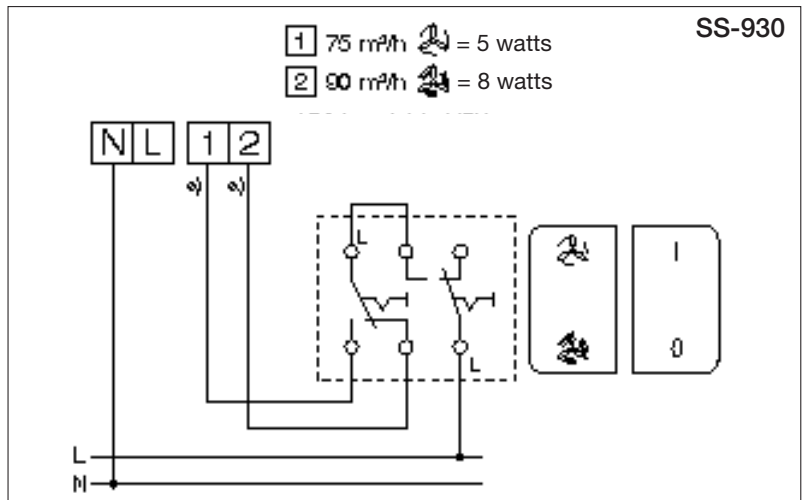 SS-930
1 75 m³/h = 5 watts
2 90 m³/h = 8 watts
N L 1 2
L
I
0
L
L
N